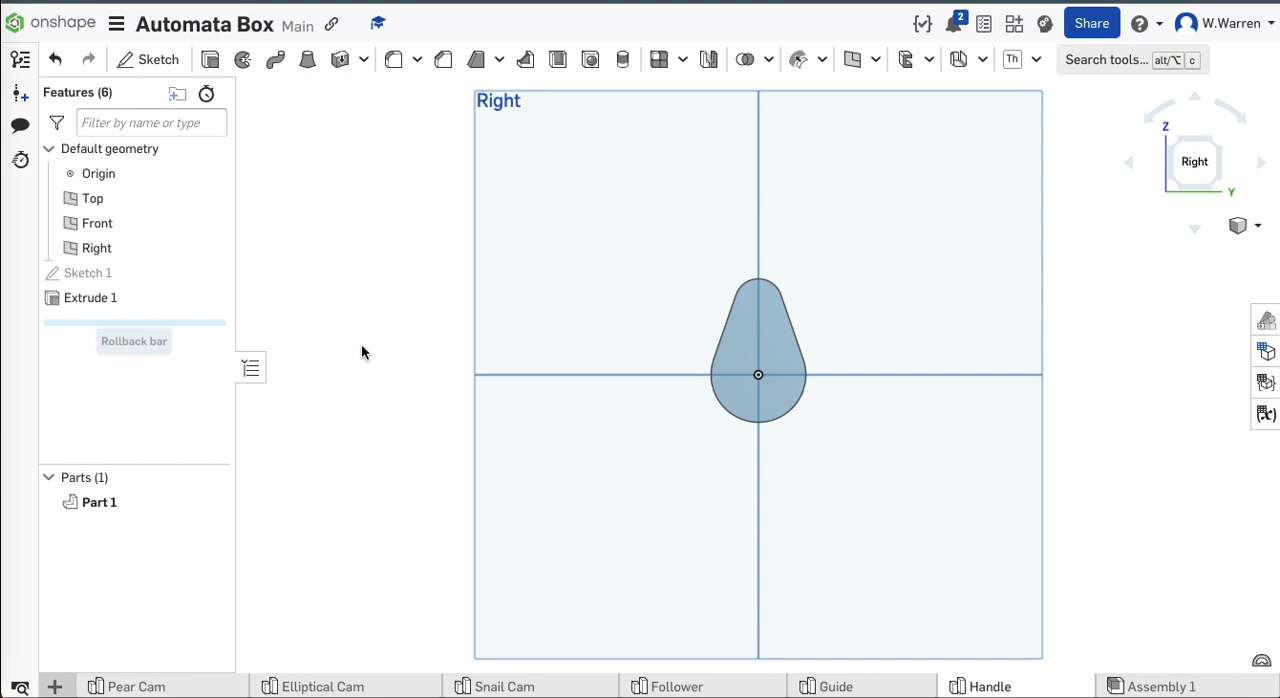 onshape Automata Box Main 2 Share W.Warren
Sketch Th Search tools... alt/⌥ c
Features (6)
Filter by name or type
Default geometry
Origin
Top
Front
Right
Sketch 1
Extrude 1
Rollback bar
Parts (1)
Part 1
Right
Z
Right
Y
(x)
Pear Cam Elliptical Cam Snail Cam Follower Guide Handle Assembly 1